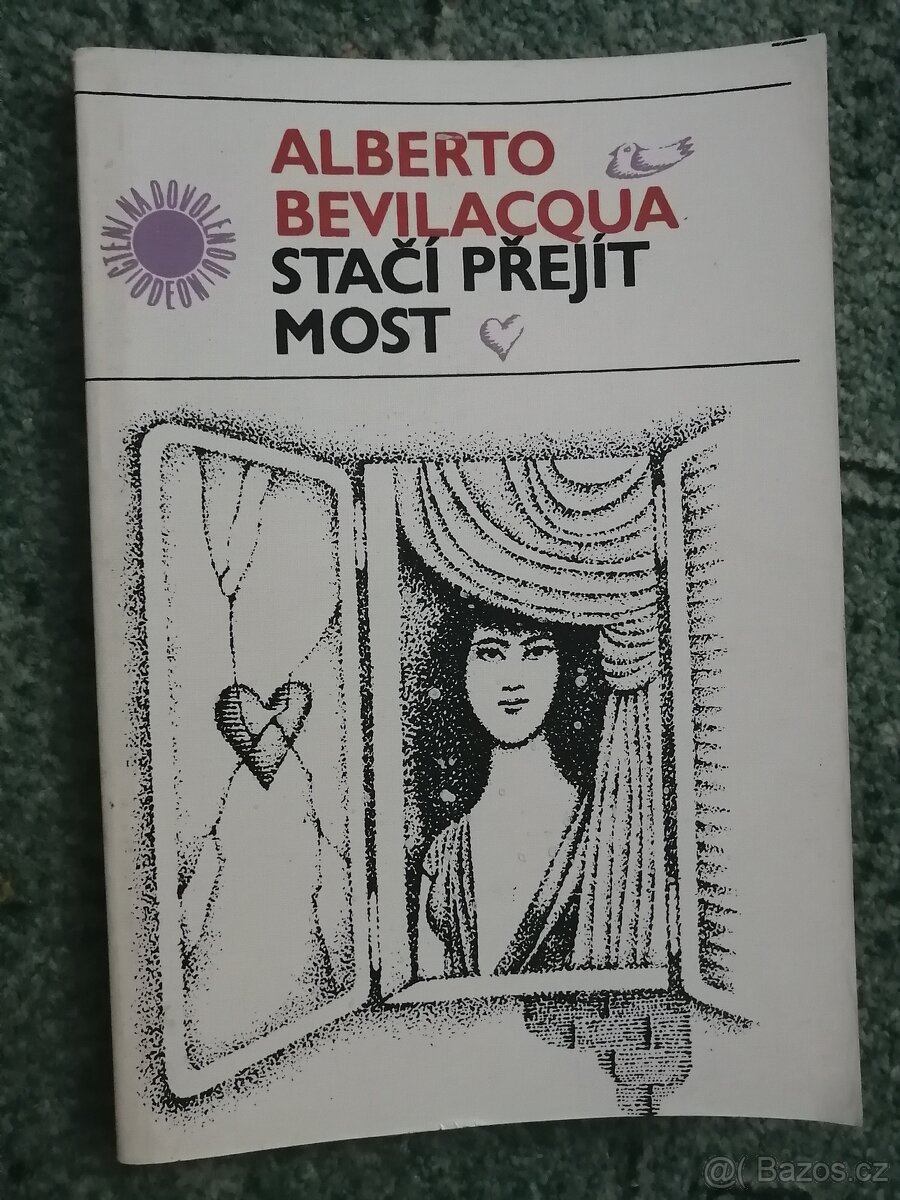 ALBERTO
BEVILACQUA
STAČÍ PŘEJÍT
MOST
ČTENÍ NA DOVOLENOU ODEON
@( Bazos.cz